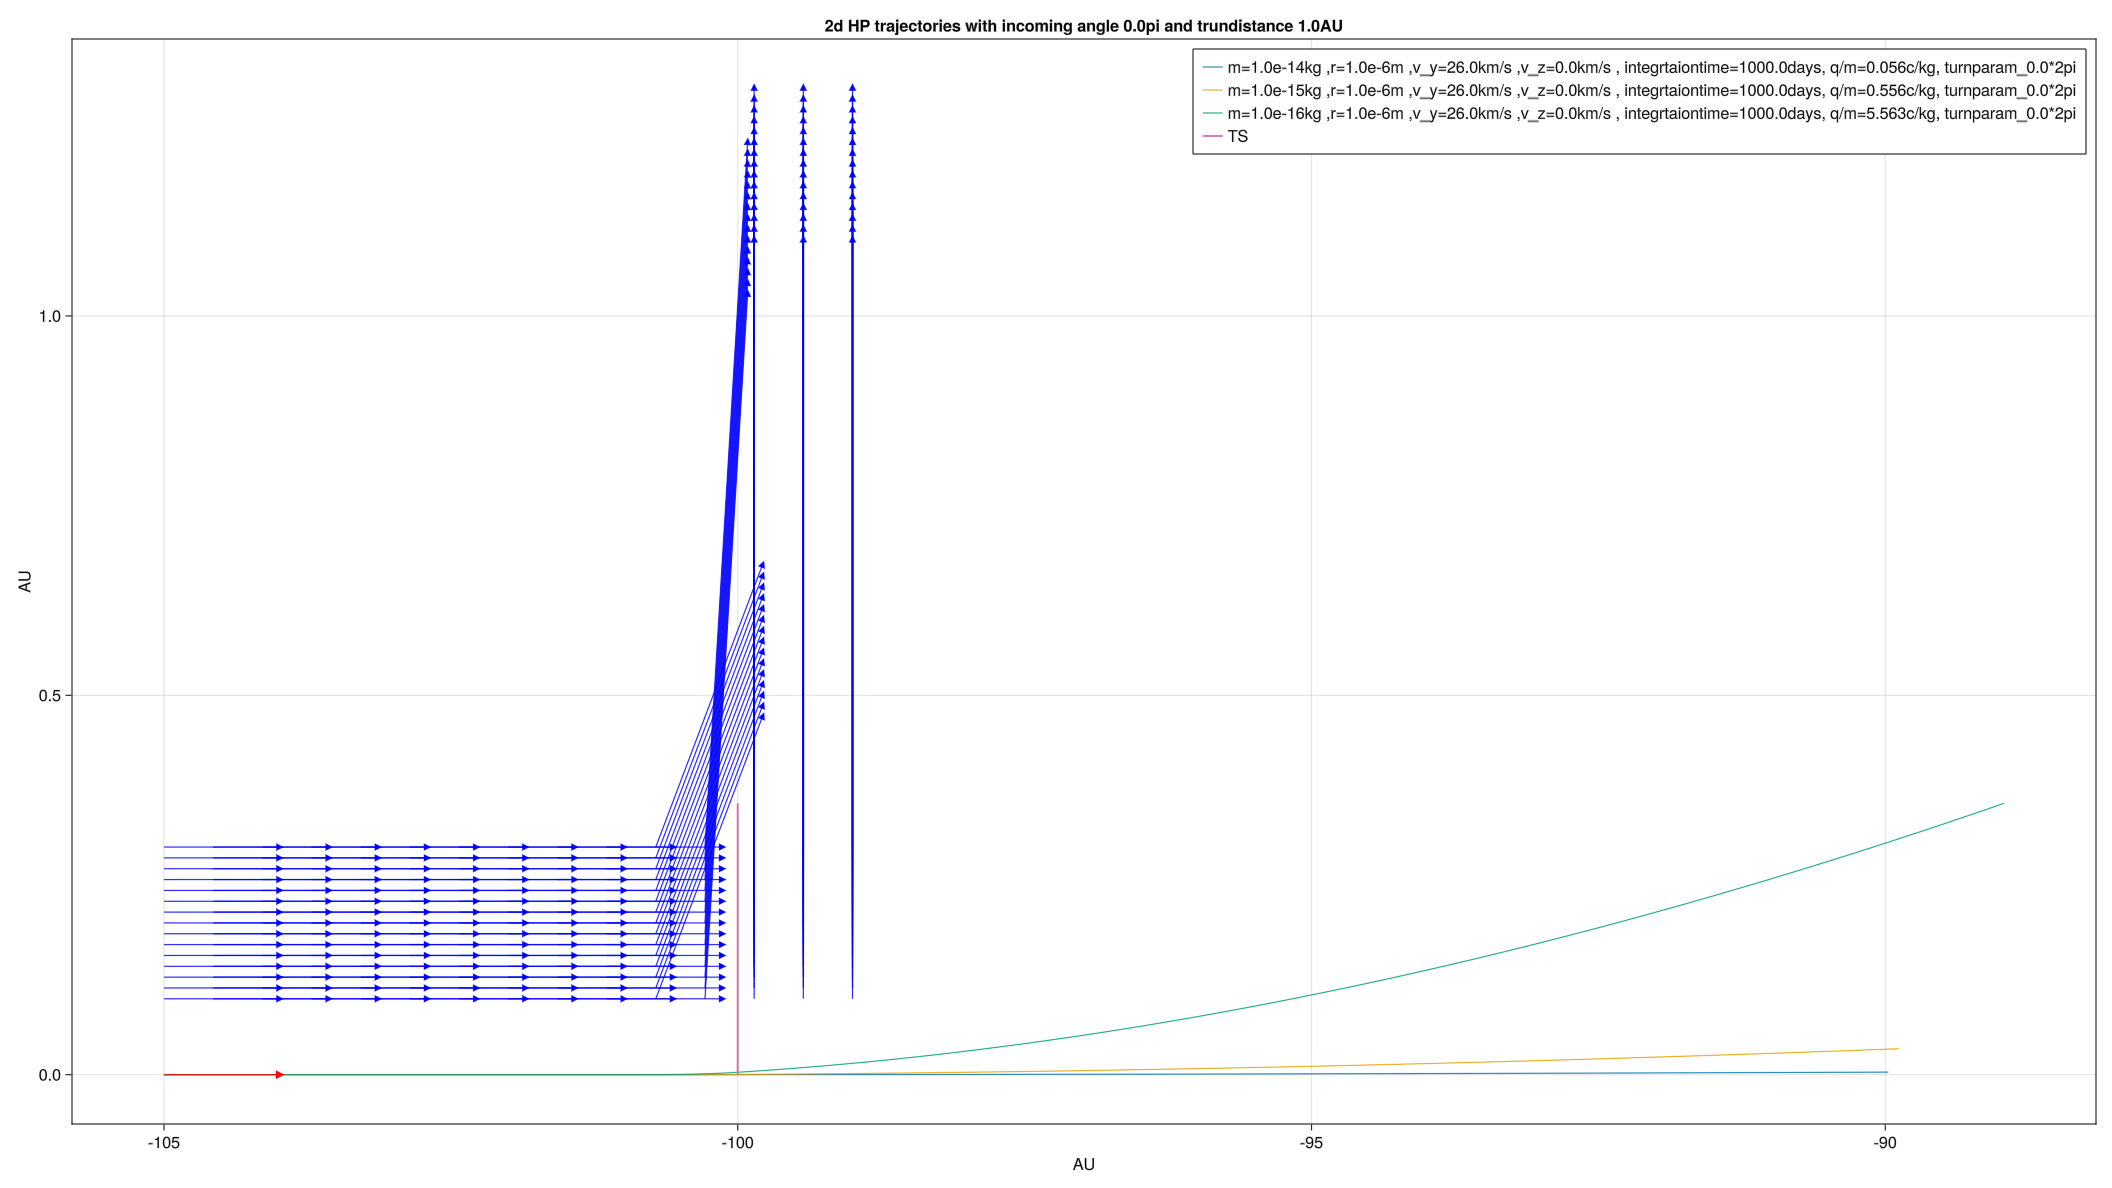 2d HP trajectories with incoming angle 0.0pi and trundistance 1.0AU
m=1.0e-14kg ,r=1.0e-6m ,v_y=26.0km/s ,v_z=0.0km/s , integrtaiontime=1000.0days, q/m=0.056c/kg, turnparam_0.0*2pi
m=1.0e-15kg ,r=1.0e-6m ,v_y=26.0km/s ,v_z=0.0km/s , integrtaiontime=1000.0days, q/m=0.556c/kg, turnparam_0.0*2pi
m=1.0e-16kg ,r=1.0e-6m ,v_y=26.0km/s ,v_z=0.0km/s , integrtaiontime=1000.0days, q/m=5.563c/kg, turnparam_0.0*2pi
TS
1.0
0.5
0.0
AU
-105
-100
-95
-90
AU